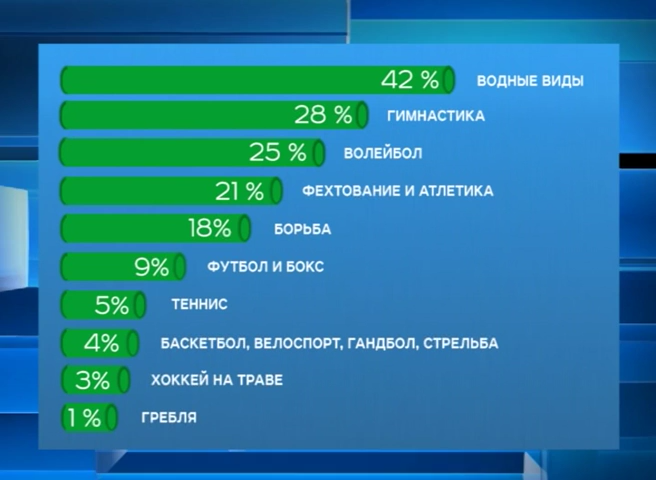 42 % ВОДНЫЕ ВИДЫ
28 % ГИМНАСТИКА
25 % ВОЛЕЙБОЛ
21 % ФЕХТОВАНИЕ И АТЛЕТИКА
18% БОРЬБА
9% ФУТБОЛ И БОКС
5% ТЕННИС
4% БАСКЕТБОЛ, ВЕЛОСПОРТ, ГАНДБОЛ, СТРЕЛЬБА
3% ХОККЕЙ НА ТРАВЕ
1 % ГРЕБЛЯ